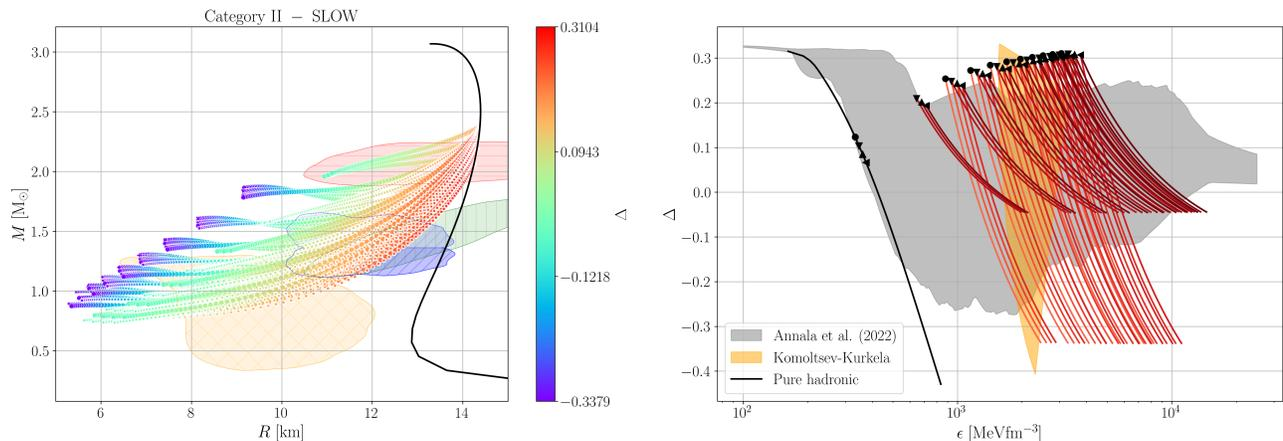 Category II − SLOW
3.0
2.5
2.0
1.5
1.0
0.5
M [M⊙]
6
8
10
12
14
R [km]
0.3104
0.0943
−0.1218
−0.3379
Δ
0.3
0.2
0.1
0.0
−0.1
−0.2
−0.3
−0.4
Δ
Annala et al. (2022)
Komoltsev-Kurkela
Pure hadronic
10²
10³
10⁴
ϵ [MeVfm⁻³]